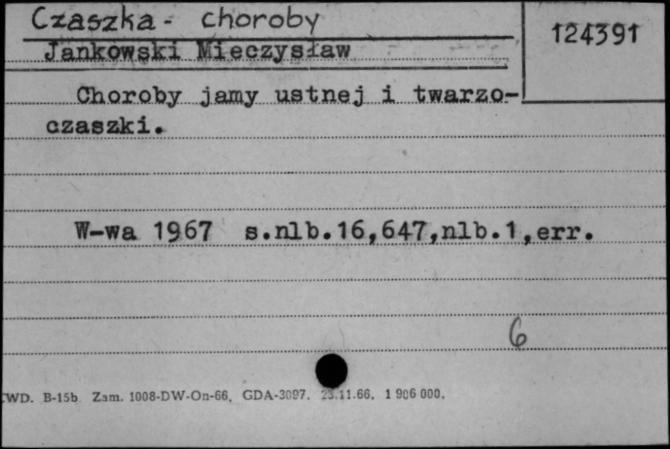 Czaszka - choroby
124391
Jankowski Mieczysław
Choroby jamy ustnej i twarzo-
czaszki.
W-wa 1967 s.nlb.16,647,nlb.1,err.
6
CWD. B-15b Zam. 1008-DW-On-66. GDA-3097. 23.11.66. 1 906 000.